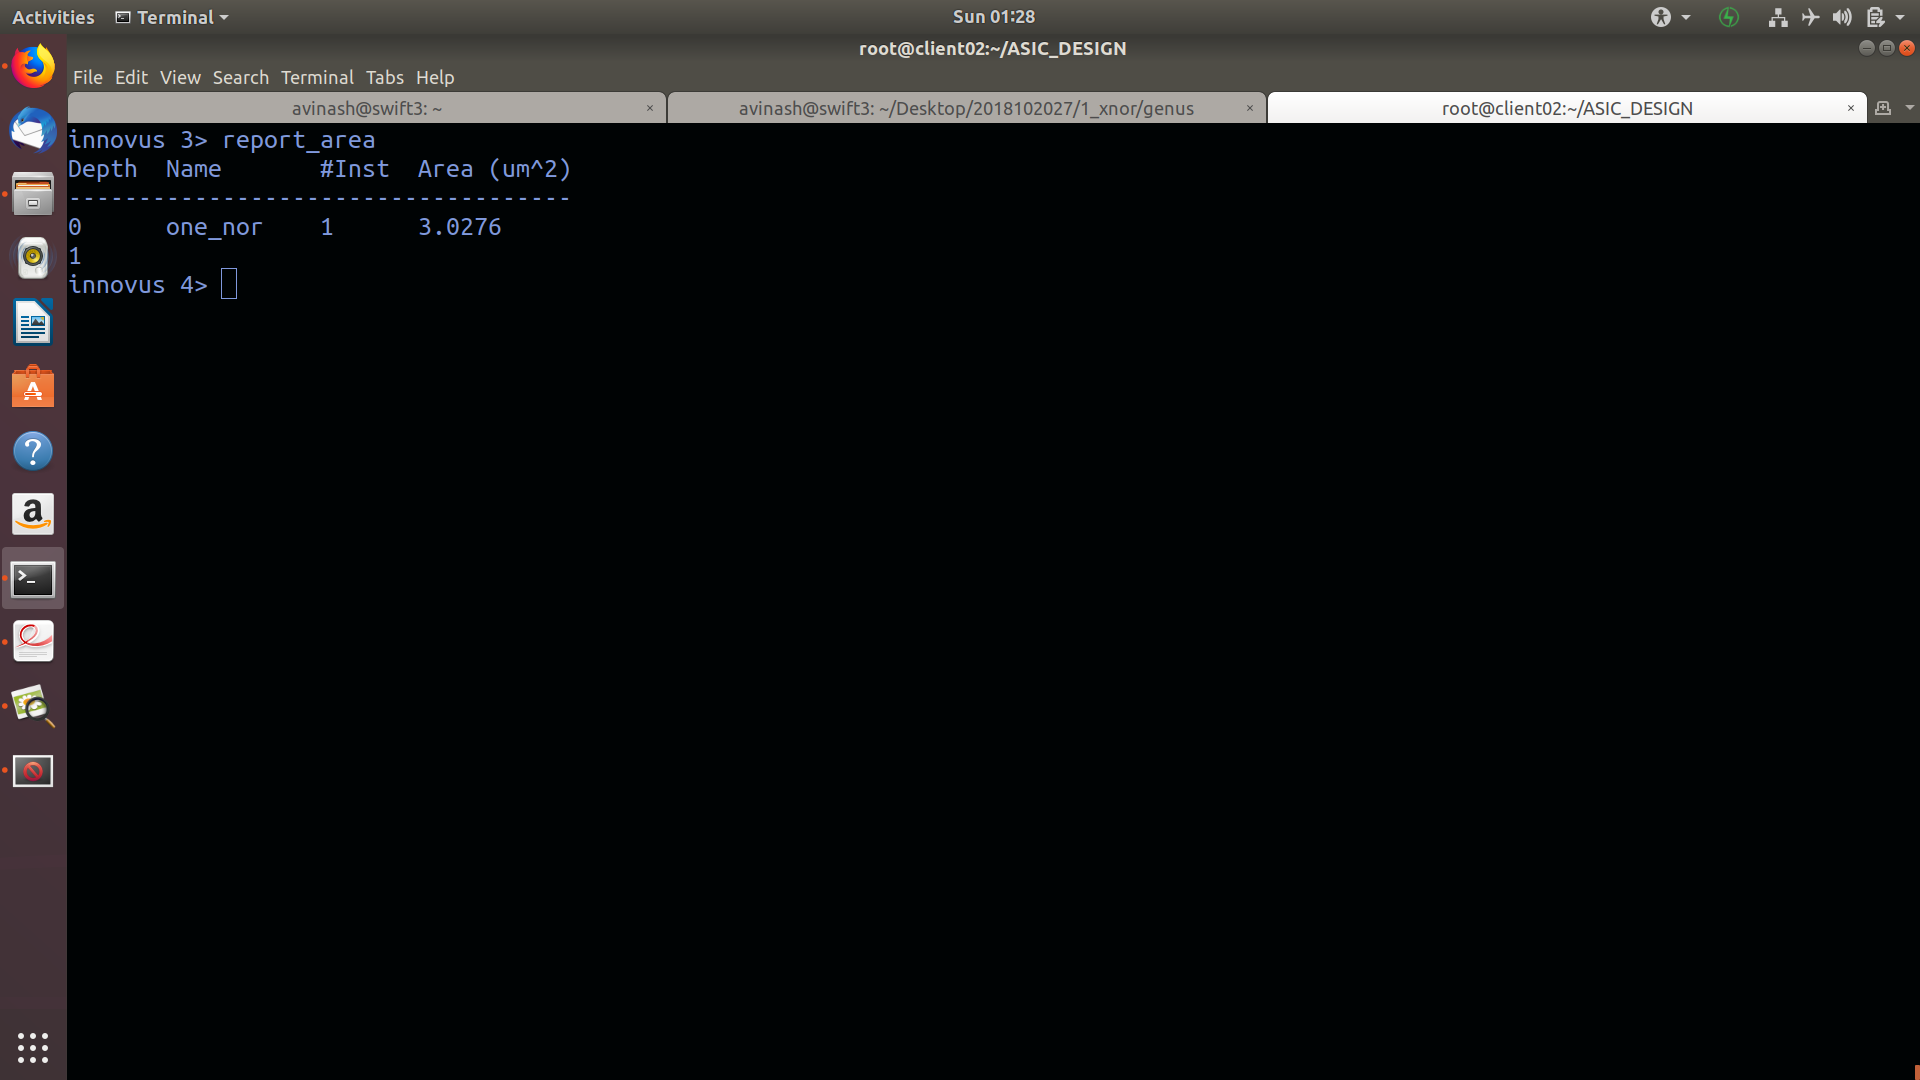 Activities Terminal Sun 01:28
root@client02:~/ASIC_DESIGN
File Edit View Search Terminal Tabs Help
avinash@swift3: ~ × avinash@swift3: ~/Desktop/2018102027/1_xnor/genus × root@client02:~/ASIC_DESIGN ×
innovus 3> report_area
Depth  Name       #Inst  Area (um^2)
------------------------------------
0      one_nor    1      3.0276
1
innovus 4>